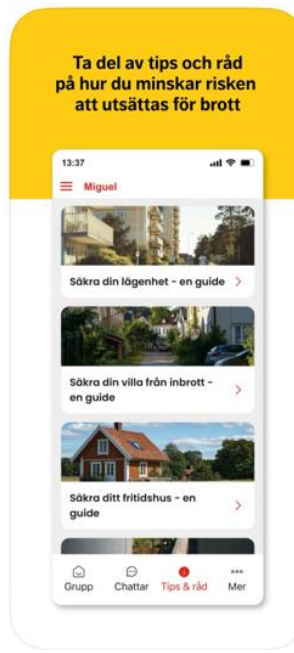 Ta del av tips och råd
på hur du minskar risken
att utsättas för brott
13:37
Miguel
Säkra din lägenhet - en guide
Säkra din villa från inbrott -
en guide
Säkra ditt fritidshus - en
guide
Grupp Chattar Tips & råd Mer